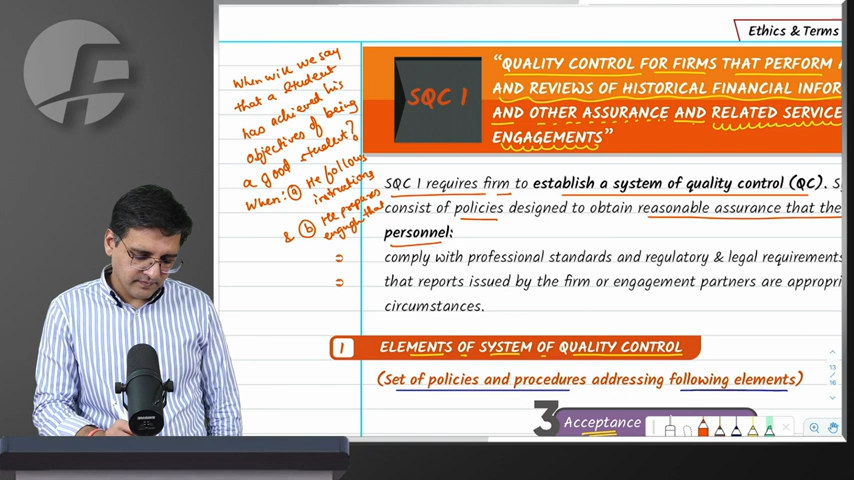 Ethics & Terms
When will we say
that a student
has achieved his
objectives of being
a good student?
When: (a) He follows
instructions
& (b) He prepares
enough that
SQC 1
"QUALITY CONTROL FOR FIRMS THAT PERFORM
AND REVIEWS OF HISTORICAL FINANCIAL INFOR
AND OTHER ASSURANCE AND RELATED SERVICE
ENGAGEMENTS"
SQC 1 requires firm to establish a system of quality control (QC). S
consist of policies designed to obtain reasonable assurance that the
personnel:
comply with professional standards and regulatory & legal requirements
that reports issued by the firm or engagement partners are appropri
circumstances.
1 ELEMENTS OF SYSTEM OF QUALITY CONTROL
(Set of policies and procedures addressing following elements)
3 Acceptance
13
/
16